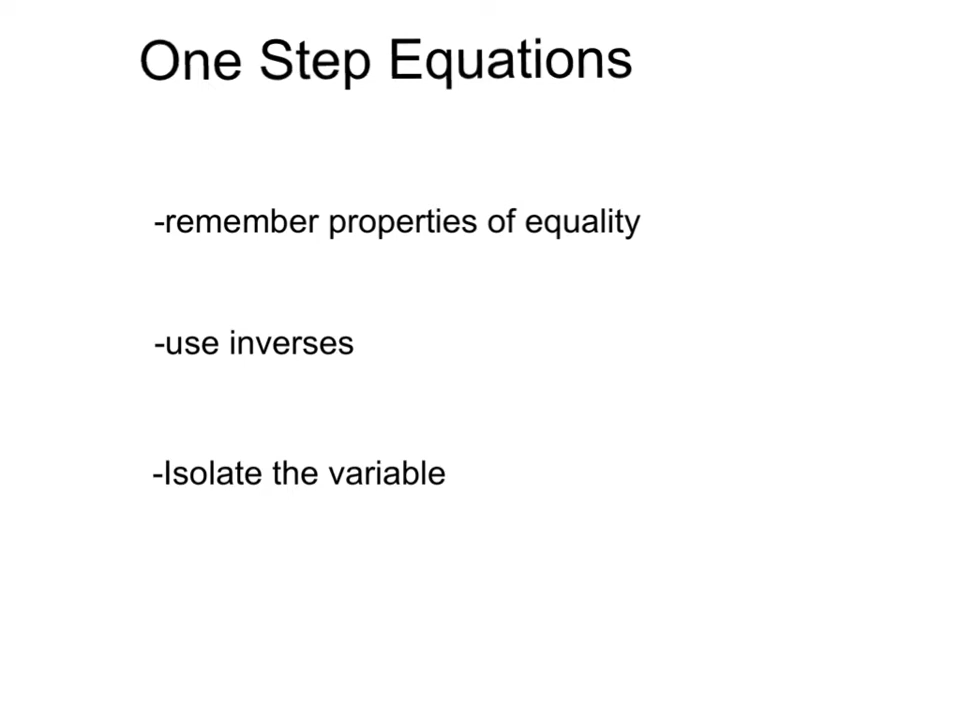 One Step Equations
-remember properties of equality
-use inverses
-Isolate the variable